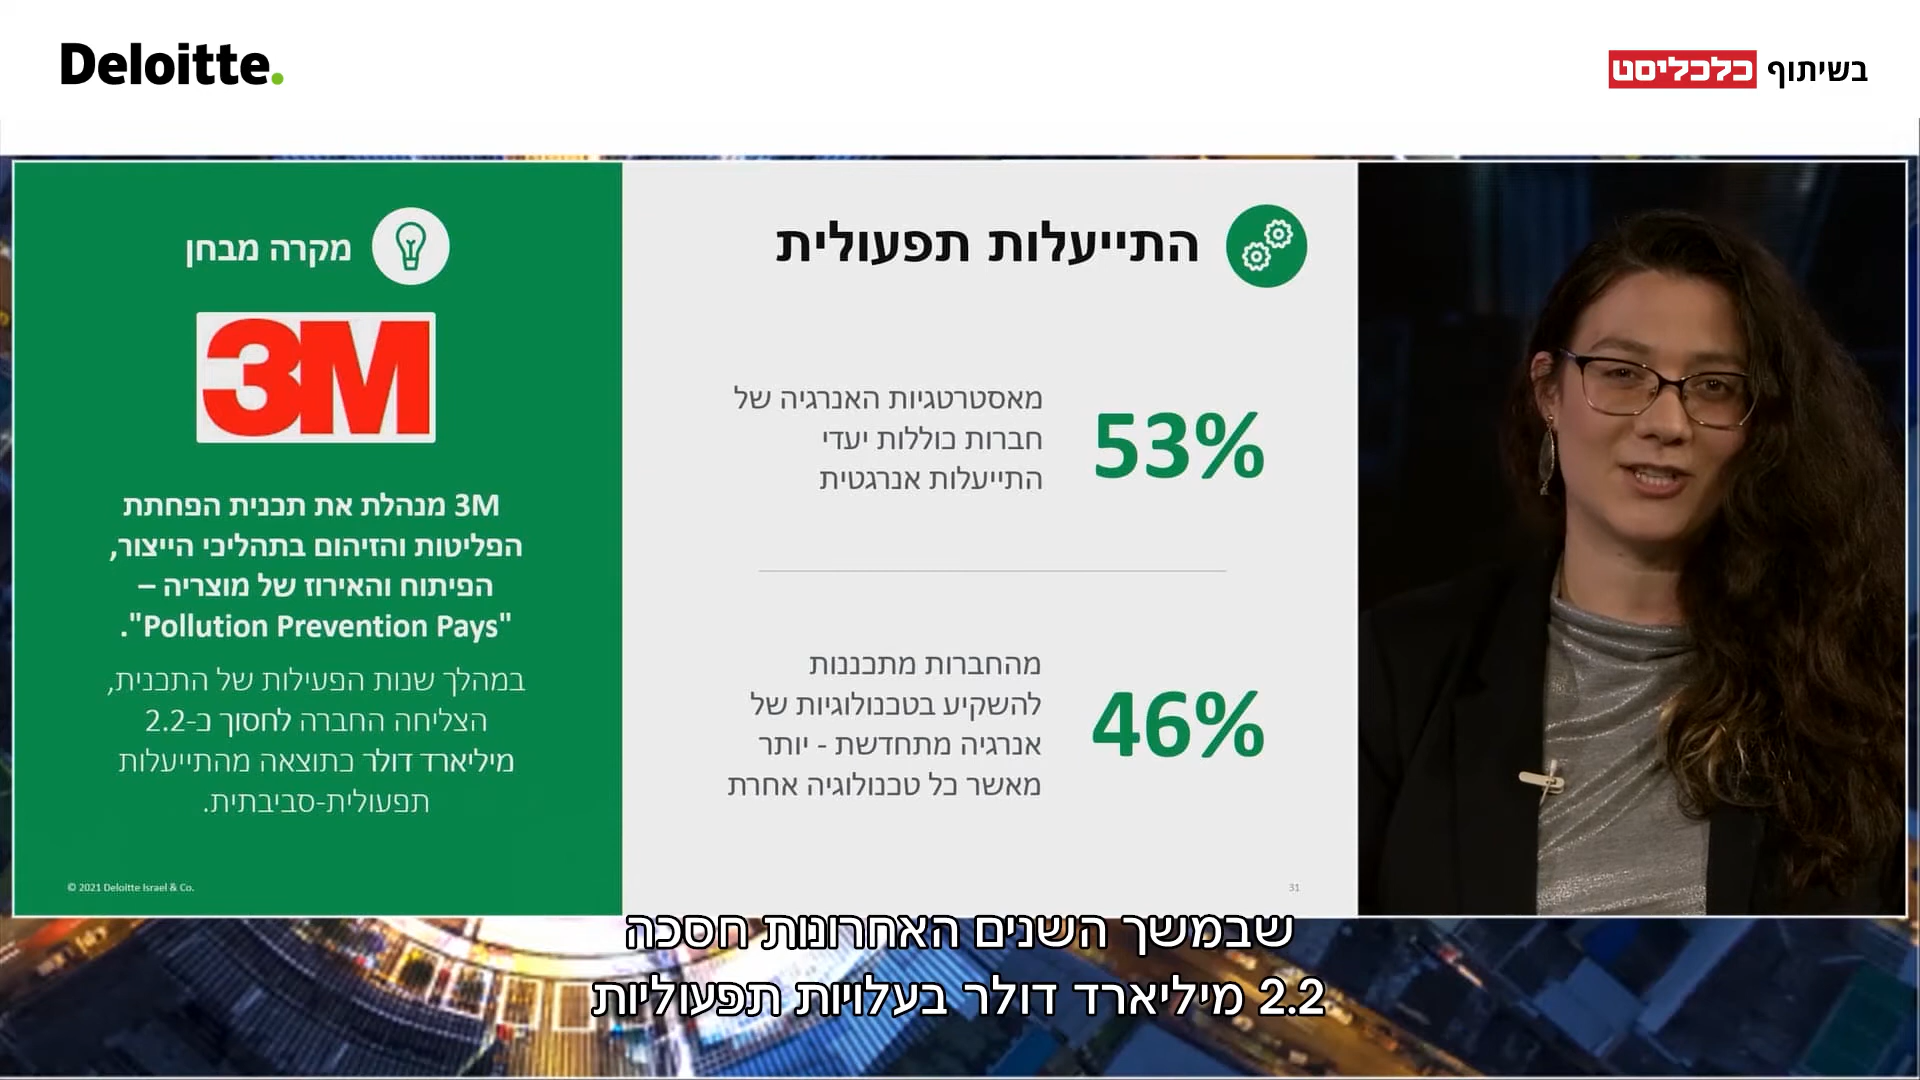 Deloitte.
בשיתוף כלכליסט
התייעלות תפעולית
53%
מאסטרטגיות האנרגיה של
חברות כוללות יעדי
התייעלות אנרגטית
46%
מהחברות מתכננות
להשקיע בטכנולוגיות של
אנרגיה מתחדשת - יותר
מאשר כל טכנולוגיה אחרת
31
מקרה מבחן
3M
3M מנהלת את תכנית הפחתת
הפליטות והזיהום בתהליכי הייצור,
הפיתוח והאירוז של מוצריה –
"Pollution Prevention Pays".
במהלך שנות הפעילות של התכנית,
הצליחה החברה לחסוך כ-2.2
מיליארד דולר כתוצאה מהתייעלות
תפעולית-סביבתית.
© 2021 Deloitte Israel & Co.
שבמשך השנים האחרונות חסכה
2.2 מיליארד דולר בעלויות תפעוליות